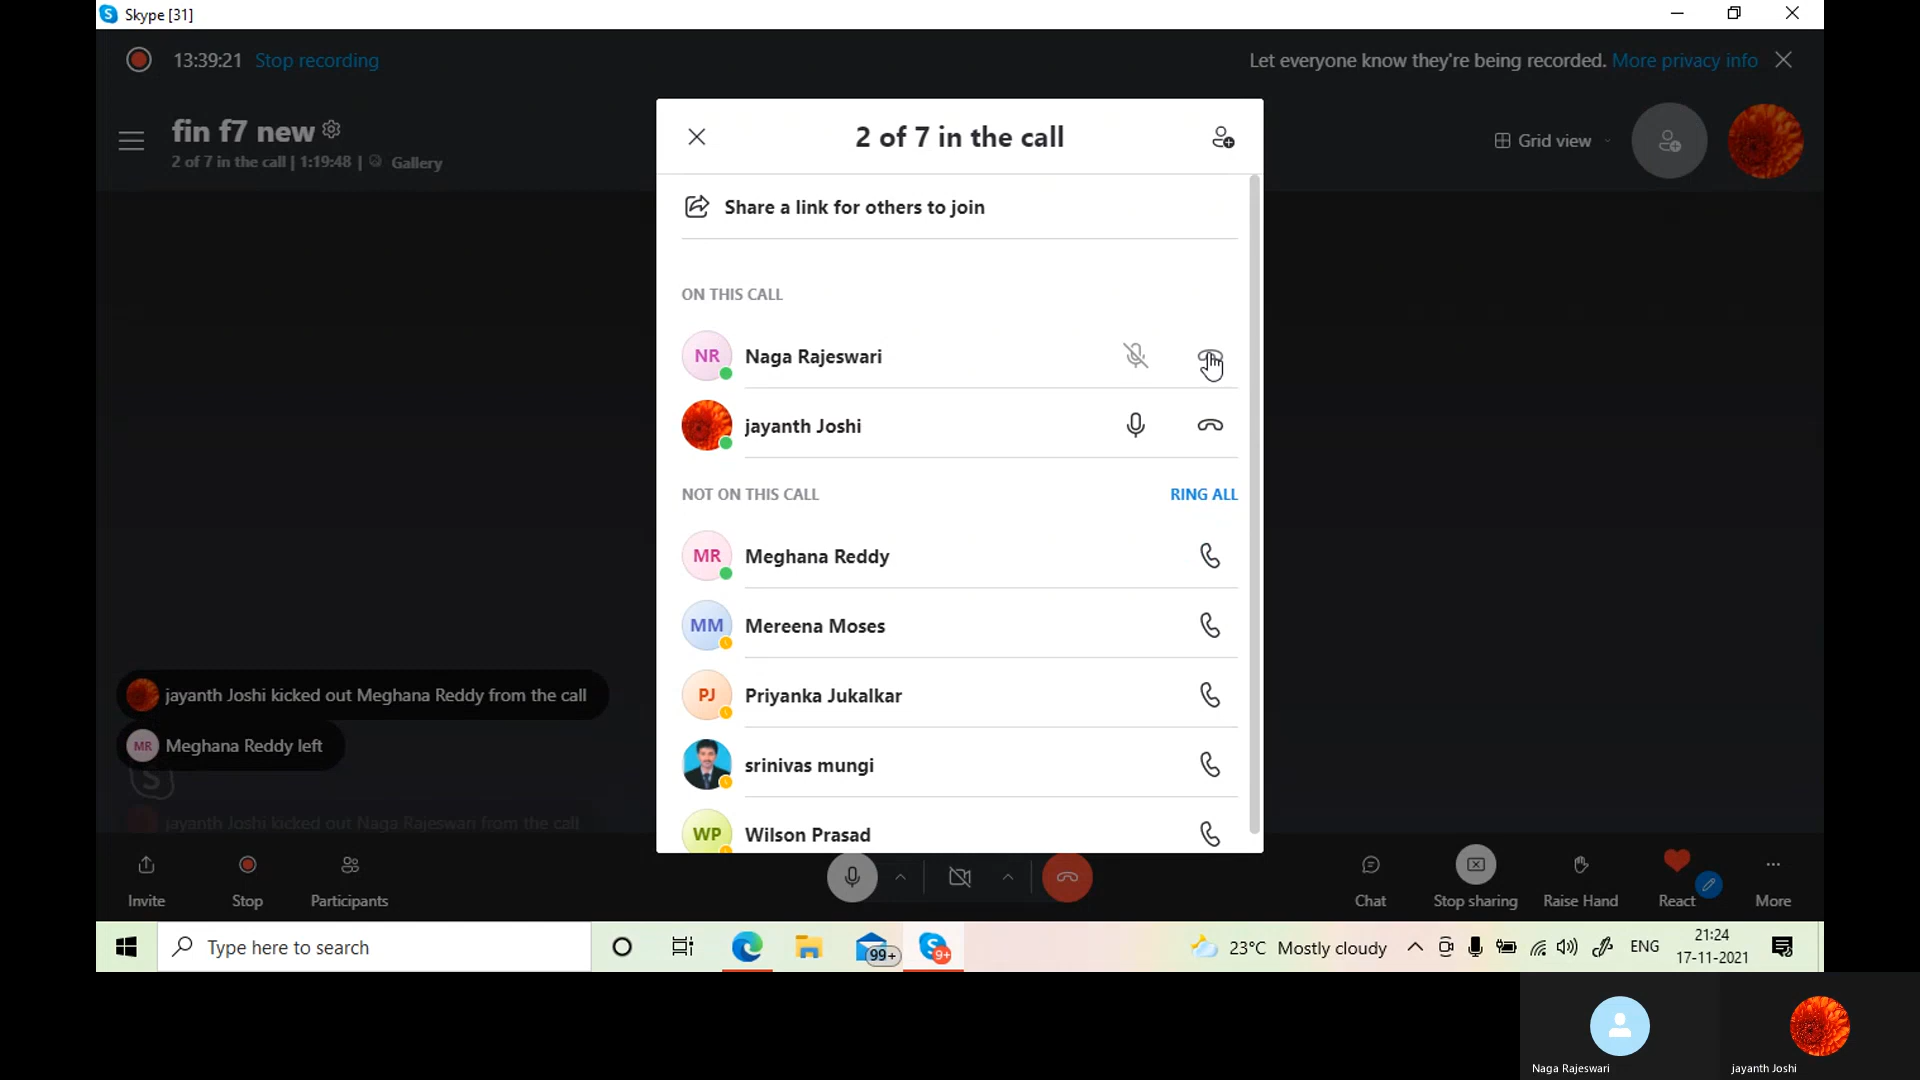 Skype [31]
13:39:21 Stop recording
Let everyone know they're being recorded. More privacy info
fin f7 new
2 of 7 in the call | 1:19:48 | Gallery
Grid view
2 of 7 in the call
Share a link for others to join
ON THIS CALL
NR Naga Rajeswari
jayanth Joshi
NOT ON THIS CALL RING ALL
MR Meghana Reddy
MM Mereena Moses
PJ Priyanka Jukalkar
srinivas mungi
WP Wilson Prasad
jayanth Joshi kicked out Meghana Reddy from the call
MR Meghana Reddy left
jayanth Joshi kicked out Naga Rajeswari from the call
Invite Stop Participants Chat Stop sharing Raise Hand React More
Type here to search
99+
9+
23°C Mostly cloudy
ENG
21:24
17-11-2021
Naga Rajeswari
jayanth Joshi